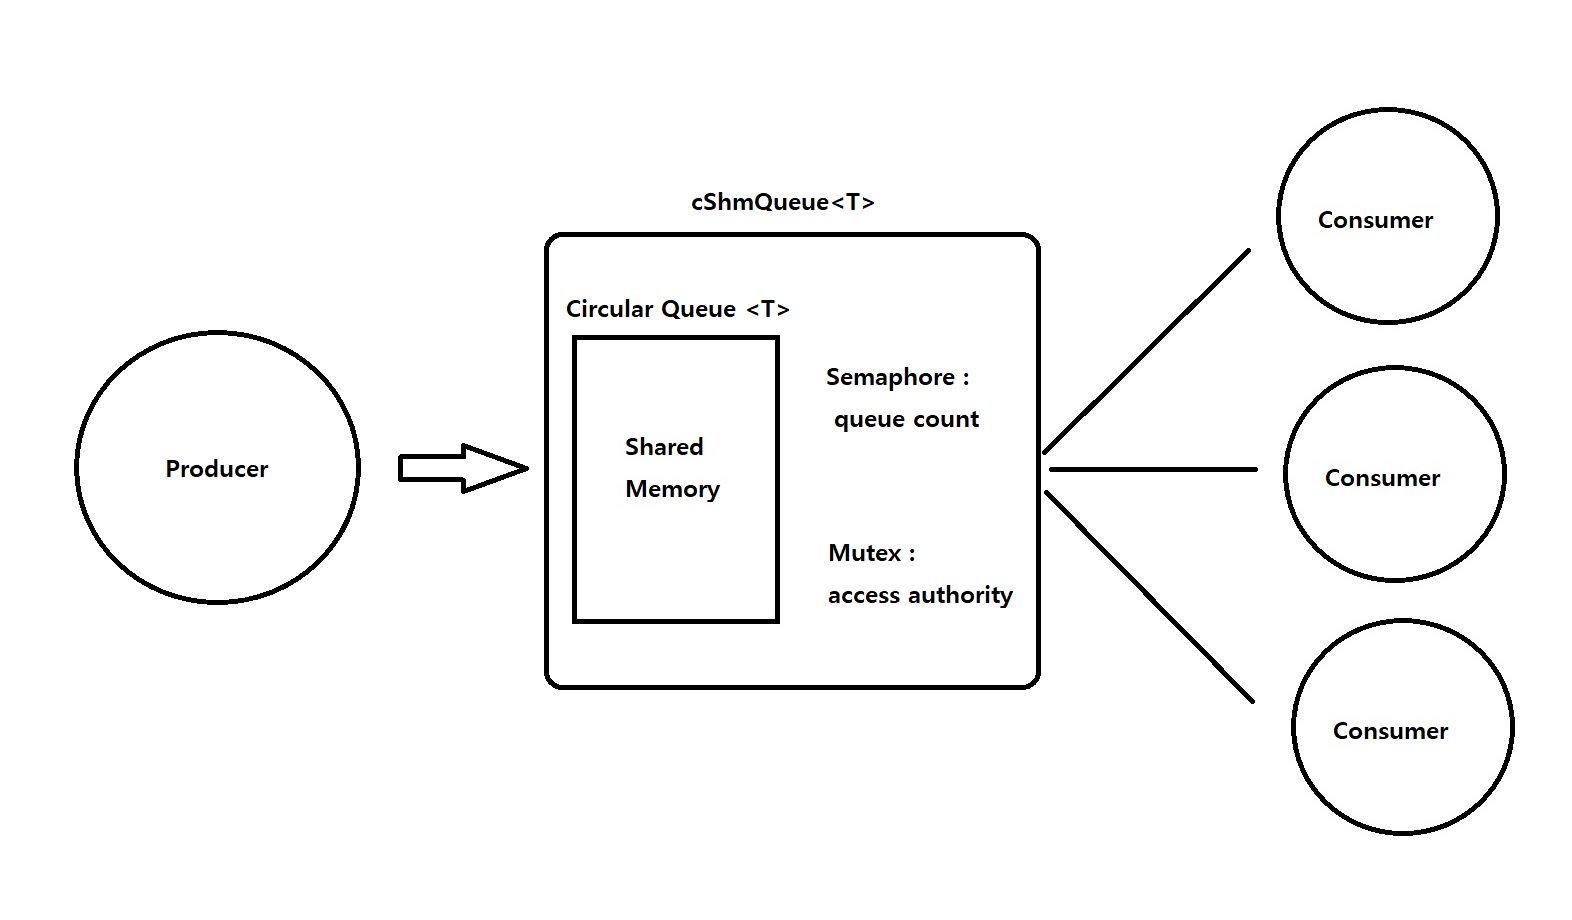 cShmQueue<T>
Circular Queue <T>
Shared
Memory
Semaphore :
queue count
Mutex :
access authority
Producer
Consumer
Consumer
Consumer